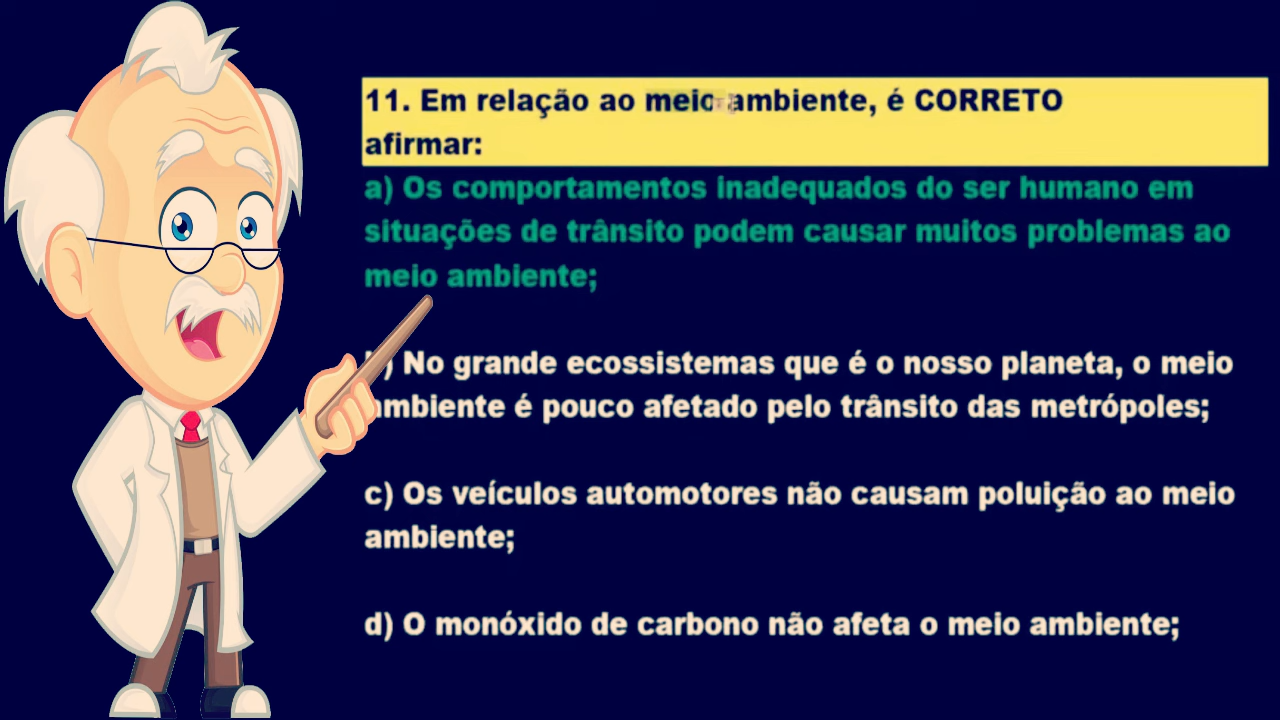 11. Em relação ao meio ambiente, é CORRETO
afirmar:
a) Os comportamentos inadequados do ser humano em
situações de trânsito podem causar muitos problemas ao
meio ambiente;
b) No grande ecossistemas que é o nosso planeta, o meio
ambiente é pouco afetado pelo trânsito das metrópoles;
c) Os veículos automotores não causam poluição ao meio
ambiente;
d) O monóxido de carbono não afeta o meio ambiente;